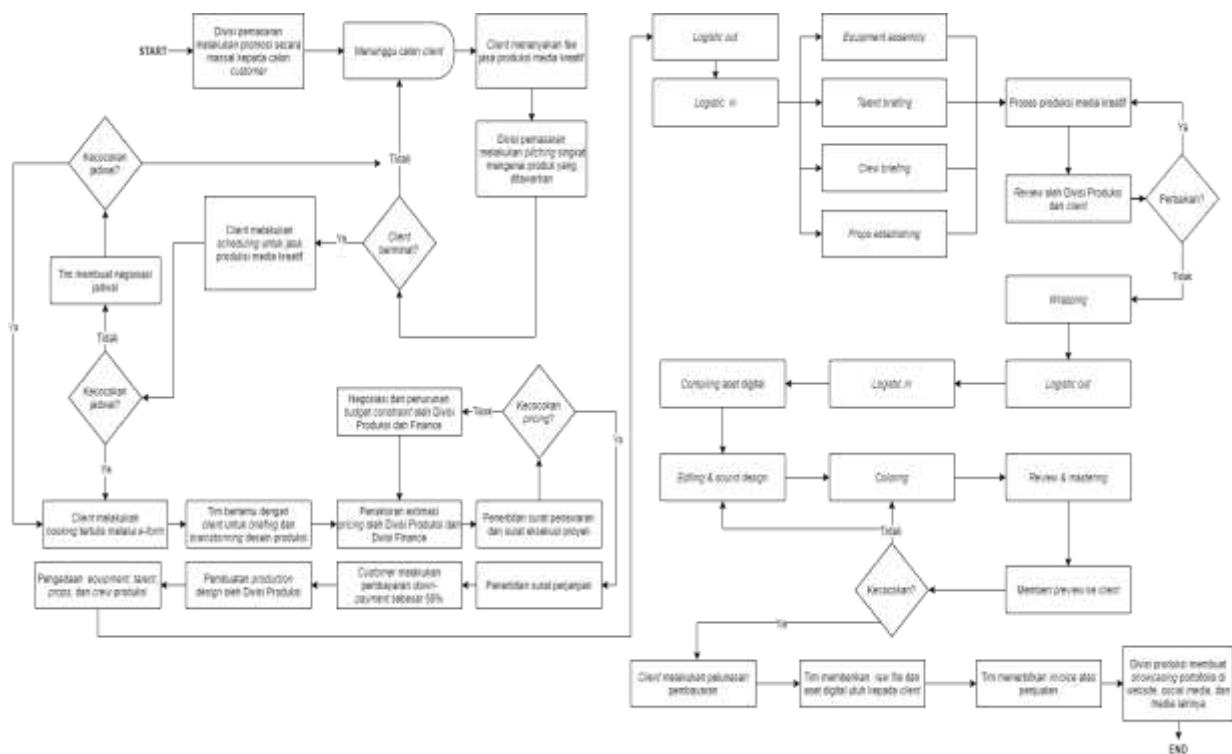 START
Divisi pemasaran
melakukan promosi secara
massal kepada calon
customer
Menunggu calon client
Client menanyakan fee
jasa produksi media kreatif
Divisi pemasaran
melakukan pitching singkat
mengenai produk yang
ditawarkan
Client
berminat?
Tidak
Ya
Client melakukan
scheduling untuk jasa
produksi media kreatif
Kecocokan
jadwal?
Tidak
Ya
Tim membuat negosiasi
jadwal
Kecocokan
jadwal?
Ya
Client melakukan
booking tertulis melalui e-form
Tim bertemu dengan
client untuk briefing dan
brainstorming desain produksi
Penaksiran estimasi
pricing oleh Divisi Produksi dan
Divisi Finance
Penerbitan surat penawaran
dan surat eksekusi proyek
Kecocokan
pricing?
Tidak
Ya
Negosiasi dan penurunan
budget constraint oleh Divisi
Produksi dan Finance
Penerbitan surat perjanjian
Customer melakukan
pembayaran down-
payment sebesar 50%
Pembuatan production
design oleh Divisi Produksi
Pengadaan equipment, talent,
props, dan crew produksi
Logistic out
Logistic in
Equipment assembly
Talent briefing
Crew briefing
Props establishing
Proses produksi media kreatif
Review oleh Divisi Produksi
dan client
Perbaikan?
Ya
Tidak
Wrapping
Logistic out
Logistic in
Compiling aset digital
Editing & sound design
Coloring
Review & mastering
Memberi preview ke client
Kecocokan?
Tidak
Ya
Client melakukan pelunasan
pembayaran
Tim memberikan raw file dan
aset digital utuh kepada client
Tim menerbitkan invoice atas
penjualan
Divisi produksi membuat
showcasing portofolio di
website, social media, dan
media lainnya
END